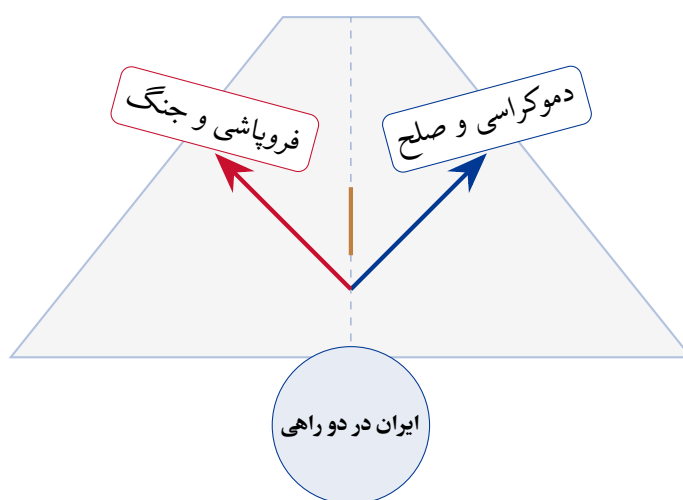 دموکراسی و صلح
فروپاشی و جنگ
ایران در دو راهی